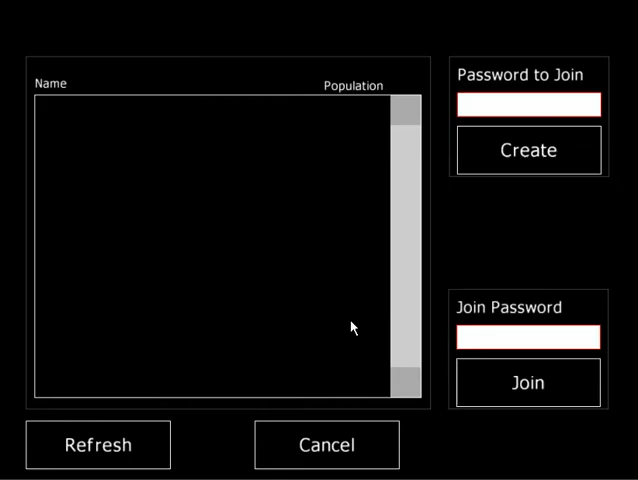 Name
Population
Password to Join
Create
Join Password
Join
Refresh
Cancel